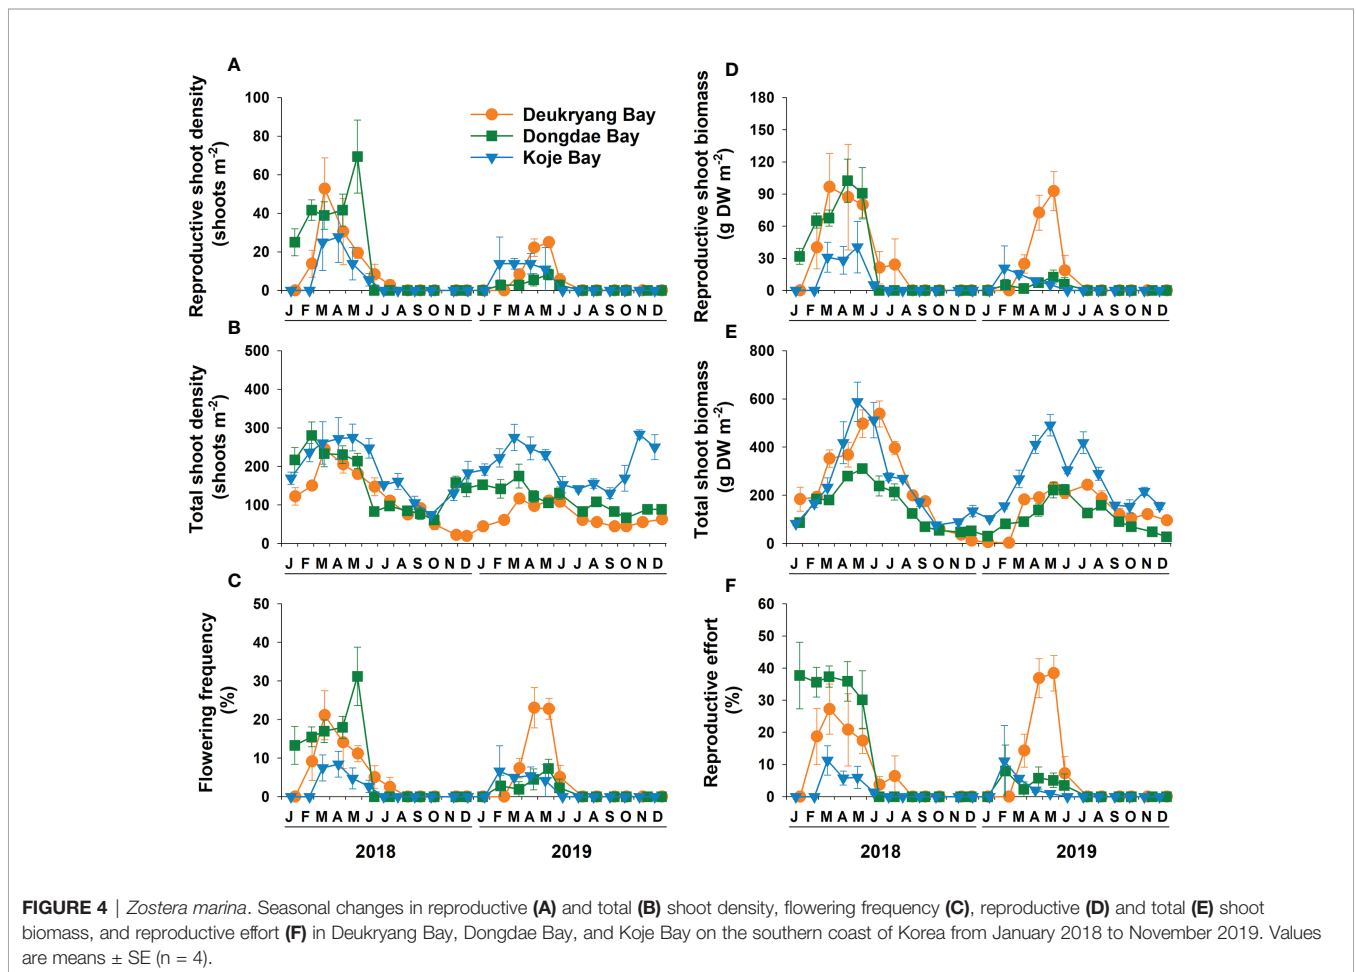 A
Reproductive shoot density
(shoots m-2)
100
80
60
40
20
0
Deukryang Bay
Dongdae Bay
Koje Bay
J F M A M J J A S O N D J F M A M J J A S O N D
B
Total shoot density
(shoots m-2)
500
400
300
200
100
0
J F M A M J J A S O N D J F M A M J J A S O N D
C
Flowering frequency
(%)
50
40
30
20
10
0
J F M A M J J A S O N D J F M A M J J A S O N D
2018 2019
D
Reproductive shoot biomass
(g DW m-2)
180
150
120
90
60
30
0
J F M A M J J A S O N D J F M A M J J A S O N D
E
Total shoot biomass
(g DW m-2)
800
600
400
200
0
J F M A M J J A S O N D J F M A M J J A S O N D
F
Reproductive effort
(%)
60
50
40
30
20
10
0
J F M A M J J A S O N D J F M A M J J A S O N D
2018 2019
FIGURE 4 | Zostera marina. Seasonal changes in reproductive (A) and total (B) shoot density, flowering frequency (C), reproductive (D) and total (E) shoot
biomass, and reproductive effort (F) in Deukryang Bay, Dongdae Bay, and Koje Bay on the southern coast of Korea from January 2018 to November 2019. Values
are means ± SE (n = 4).